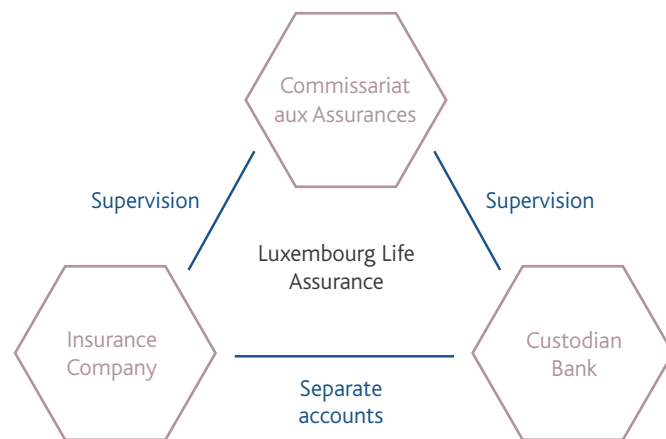 Commissariat
aux Assurances
Supervision
Supervision
Luxembourg Life
Assurance
Insurance
Company
Custodian
Bank
Separate
accounts